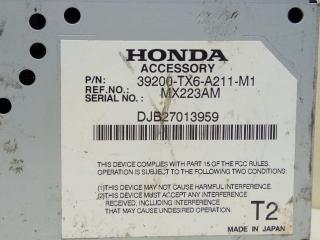 HONDA
ACCESSORY
P/N: 39200-TX6-A211-M1
REF.NO.: MX223AM
SERIAL NO.:
DJB27013959
THIS DEVICE COMPLIES WITH PART 15 OF THE FCC RULES.
OPERATION IS SUBJECT TO THE FOLLOWING TWO CONDITIONS:
(1)THIS DEVICE MAY NOT CAUSE HARMFUL INTERFERENCE
(2)THIS DEVICE MUST ACCEPT ANY INTERFERENCE
RECEIVED, INCLUDING INTERFERENCE
THAT MAY CAUSE UNDESIRED OPERATION.
T2
MADE IN JAPAN